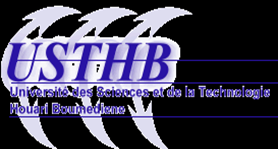 USTHB
Université des Sciences et de la Technologie
Houari Boumediene